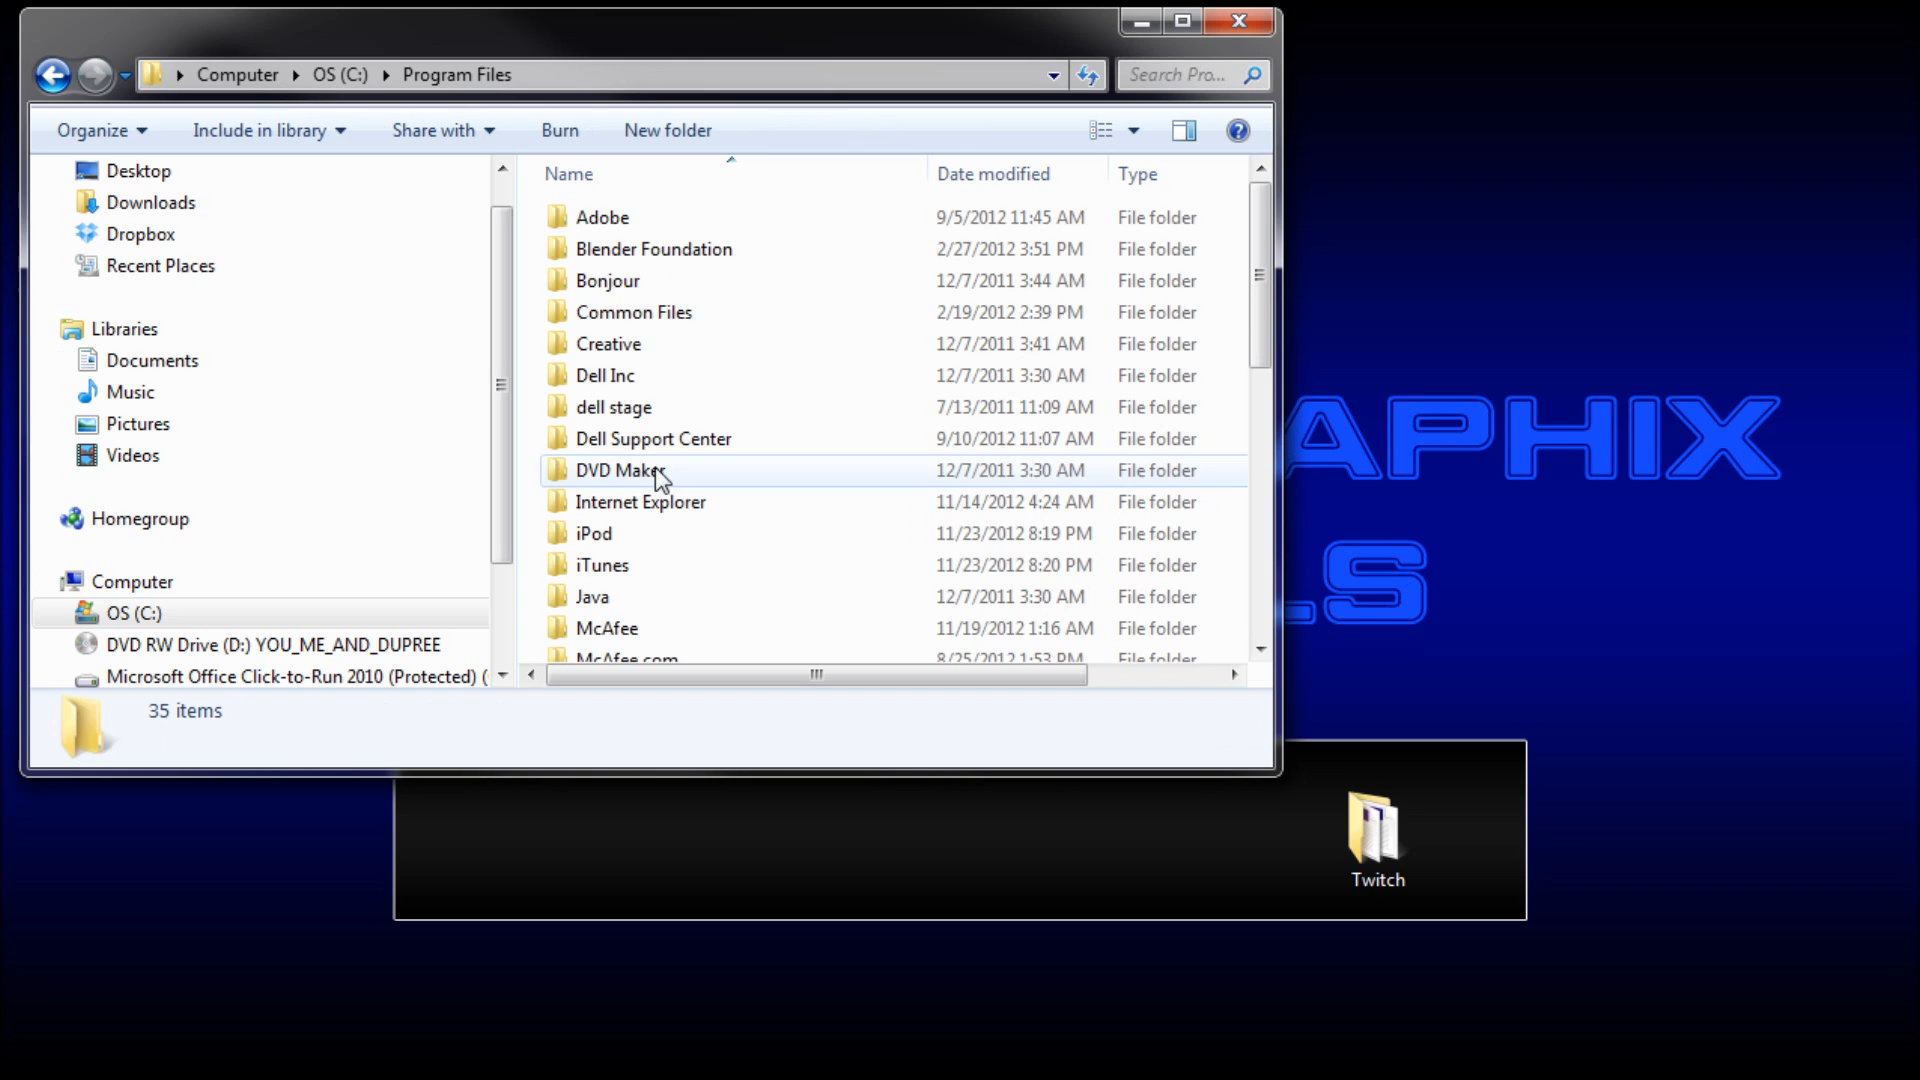 Computer OS (C:) Program Files
Search Pro...
Organize Include in library Share with Burn New folder
Desktop
Downloads
Dropbox
Recent Places
Libraries
Documents
Music
Pictures
Videos
Homegroup
Computer
OS (C:)
DVD RW Drive (D:) YOU_ME_AND_DUPREE
Microsoft Office Click-to-Run 2010 (Protected) (
Name Date modified Type
Adobe 9/5/2012 11:45 AM File folder
Blender Foundation 2/27/2012 3:51 PM File folder
Bonjour 12/7/2011 3:44 AM File folder
Common Files 2/19/2012 2:39 PM File folder
Creative 12/7/2011 3:41 AM File folder
Dell Inc 12/7/2011 3:30 AM File folder
dell stage 7/13/2011 11:09 AM File folder
Dell Support Center 9/10/2012 11:07 AM File folder
DVD Maker 12/7/2011 3:30 AM File folder
Internet Explorer 11/14/2012 4:24 AM File folder
iPod 11/23/2012 8:19 PM File folder
iTunes 11/23/2012 8:20 PM File folder
Java 12/7/2011 3:30 AM File folder
McAfee 11/19/2012 1:16 AM File folder
McAfee.com 8/25/2012 1:53 PM File folder
35 items
APHIX
LS
Twitch